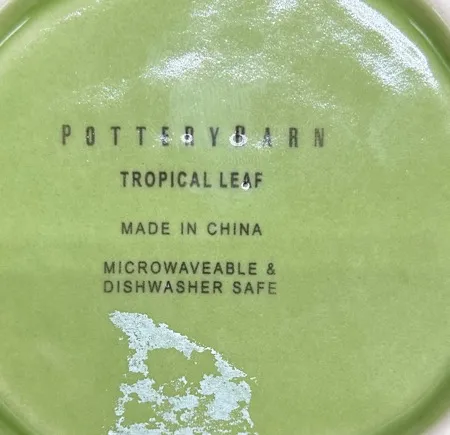 POTTERYBARN
TROPICAL LEAF
MADE IN CHINA
MICROWAVEABLE &
DISHWASHER SAFE